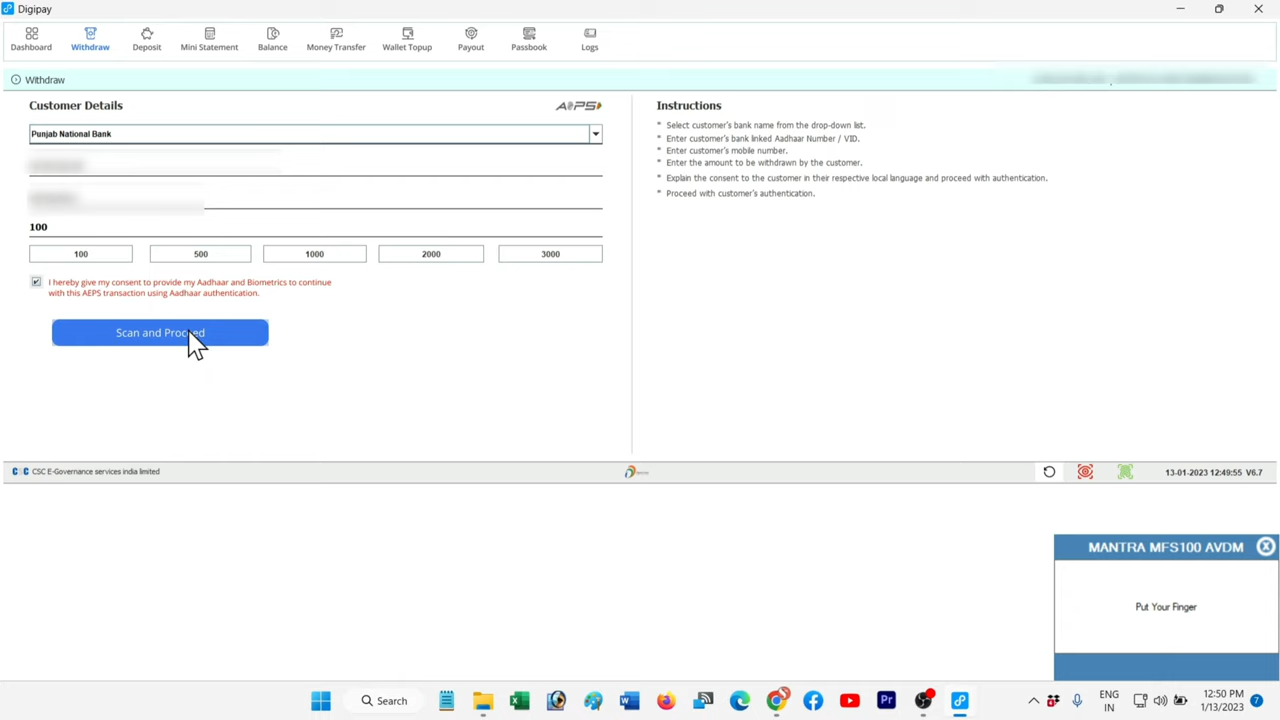 Digipay
Dashboard Withdraw Deposit Mini Statement Balance Money Transfer Wallet Topup Payout Passbook Logs
Withdraw
Customer Details
AEPS
Punjab National Bank
100
100 500 1000 2000 3000
I hereby give my consent to provide my Aadhaar and Biometrics to continue
with this AEPS transaction using Aadhaar authentication.
Scan and Proceed
Instructions
* Select customer's bank name from the drop-down list.
* Enter customer's bank linked Aadhaar Number / VID.
* Enter customer's mobile number.
* Enter the amount to be withdrawn by the customer.
* Explain the consent to the customer in their respective local language and proceed with authentication.
* Proceed with customer's authentication.
CSC E-Governance services india limited
13-01-2023 12:49:55 V6.7
MANTRA MFS100 AVDM
Put Your Finger
Search
ENG
IN
12:50 PM
1/13/2023
7